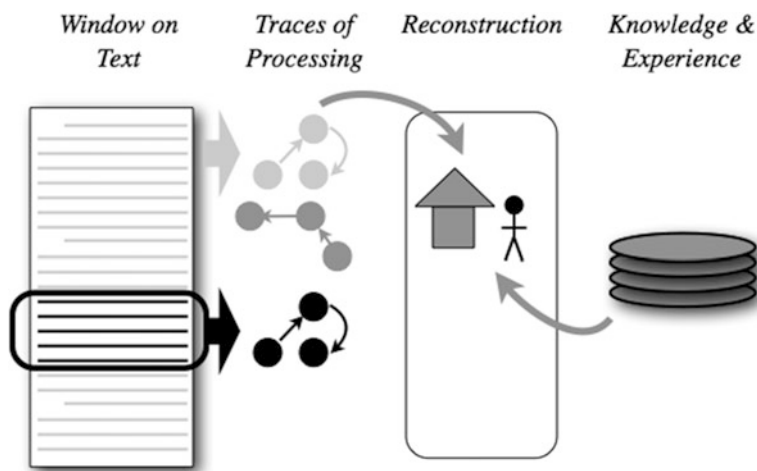 Window on
Text
Traces of
Processing
Reconstruction
Knowledge &
Experience